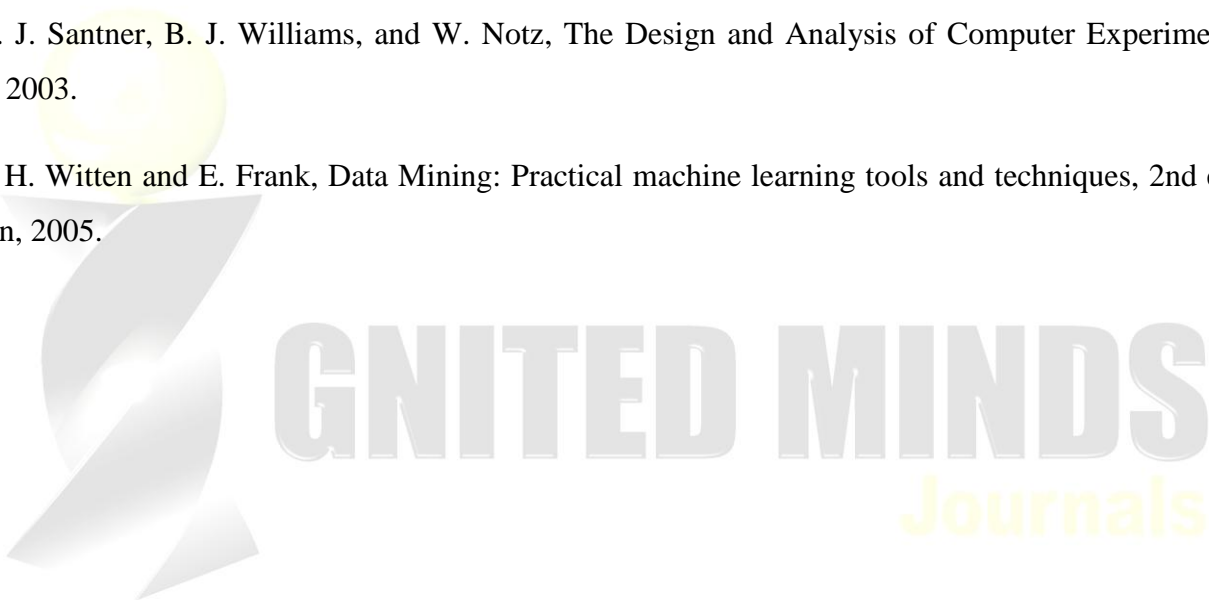 . J. Santner, B. J. Williams, and W. Notz, The Design and Analysis of Computer Experime
2003.
H. Witten and E. Frank, Data Mining: Practical machine learning tools and techniques, 2nd
n, 2005.
GNITED MINDS
Journals